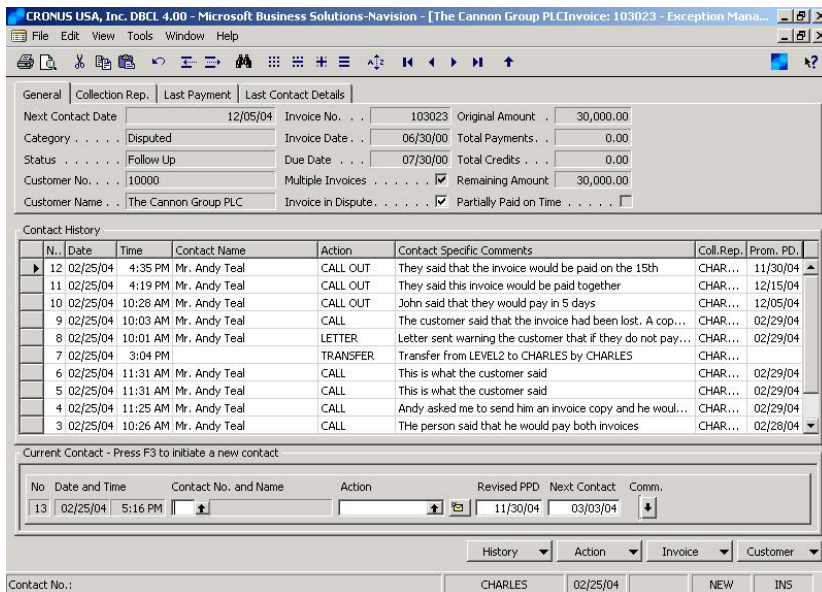 CRONUS USA, Inc. DBCL 4.00 - Microsoft Business Solutions-Navision - [The Cannon Group PLCInvoice: 103023 - Exception Mana...
File Edit View Tools Window Help
General Collection Rep. Last Payment Last Contact Details
Next Contact Date 12/05/04 Invoice No. . . 103023 Original Amount . 30,000.00
Category . . . . . Disputed Invoice Date. . 06/30/00 Total Payments. . 0.00
Status . . . . . . Follow Up Due Date . . . 07/30/00 Total Credits . . . 0.00
Customer No. . . . 10000 Multiple Invoices . . . . . . Remaining Amount 30,000.00
Customer Name . . The Cannon Group PLC Invoice in Dispute. . . . . . Partially Paid on Time . . . . .
Contact History
N.. Date Time Contact Name Action Contact Specific Comments Coll.Rep. Prom. PD.
12 02/25/04 4:35 PM Mr. Andy Teal CALL OUT They said that the invoice would be paid on the 15th CHAR... 11/30/04
11 02/25/04 4:19 PM Mr. Andy Teal CALL OUT They said this invoice would be paid together CHAR... 12/15/04
10 02/25/04 10:28 AM Mr. Andy Teal CALL OUT John said that they would pay in 5 days CHAR... 12/05/04
9 02/25/04 10:03 AM Mr. Andy Teal CALL The customer said that the invoice had been lost. A cop... CHAR... 02/29/04
8 02/25/04 10:01 AM Mr. Andy Teal LETTER Letter sent warning the customer that if they do not pay... CHAR... 02/29/04
7 02/25/04 3:04 PM TRANSFER Transfer from LEVEL2 to CHARLES by CHARLES CHAR...
6 02/25/04 11:31 AM Mr. Andy Teal CALL This is what the customer said CHAR... 02/29/04
5 02/25/04 11:31 AM Mr. Andy Teal CALL This is what the customer said CHAR... 02/29/04
4 02/25/04 11:25 AM Mr. Andy Teal CALL Andy asked me to send him an invoice copy and he woul... CHAR... 02/29/04
3 02/25/04 10:26 AM Mr. Andy Teal CALL THe person said that he would pay both invoices CHAR... 02/28/04
Current Contact - Press F3 to initiate a new contact
No Date and Time Contact No. and Name Action Revised PPD Next Contact Comm.
13 02/25/04 5:16 PM 11/30/04 03/03/04
History Action Invoice Customer
Contact No.: CHARLES 02/25/04 NEW INS